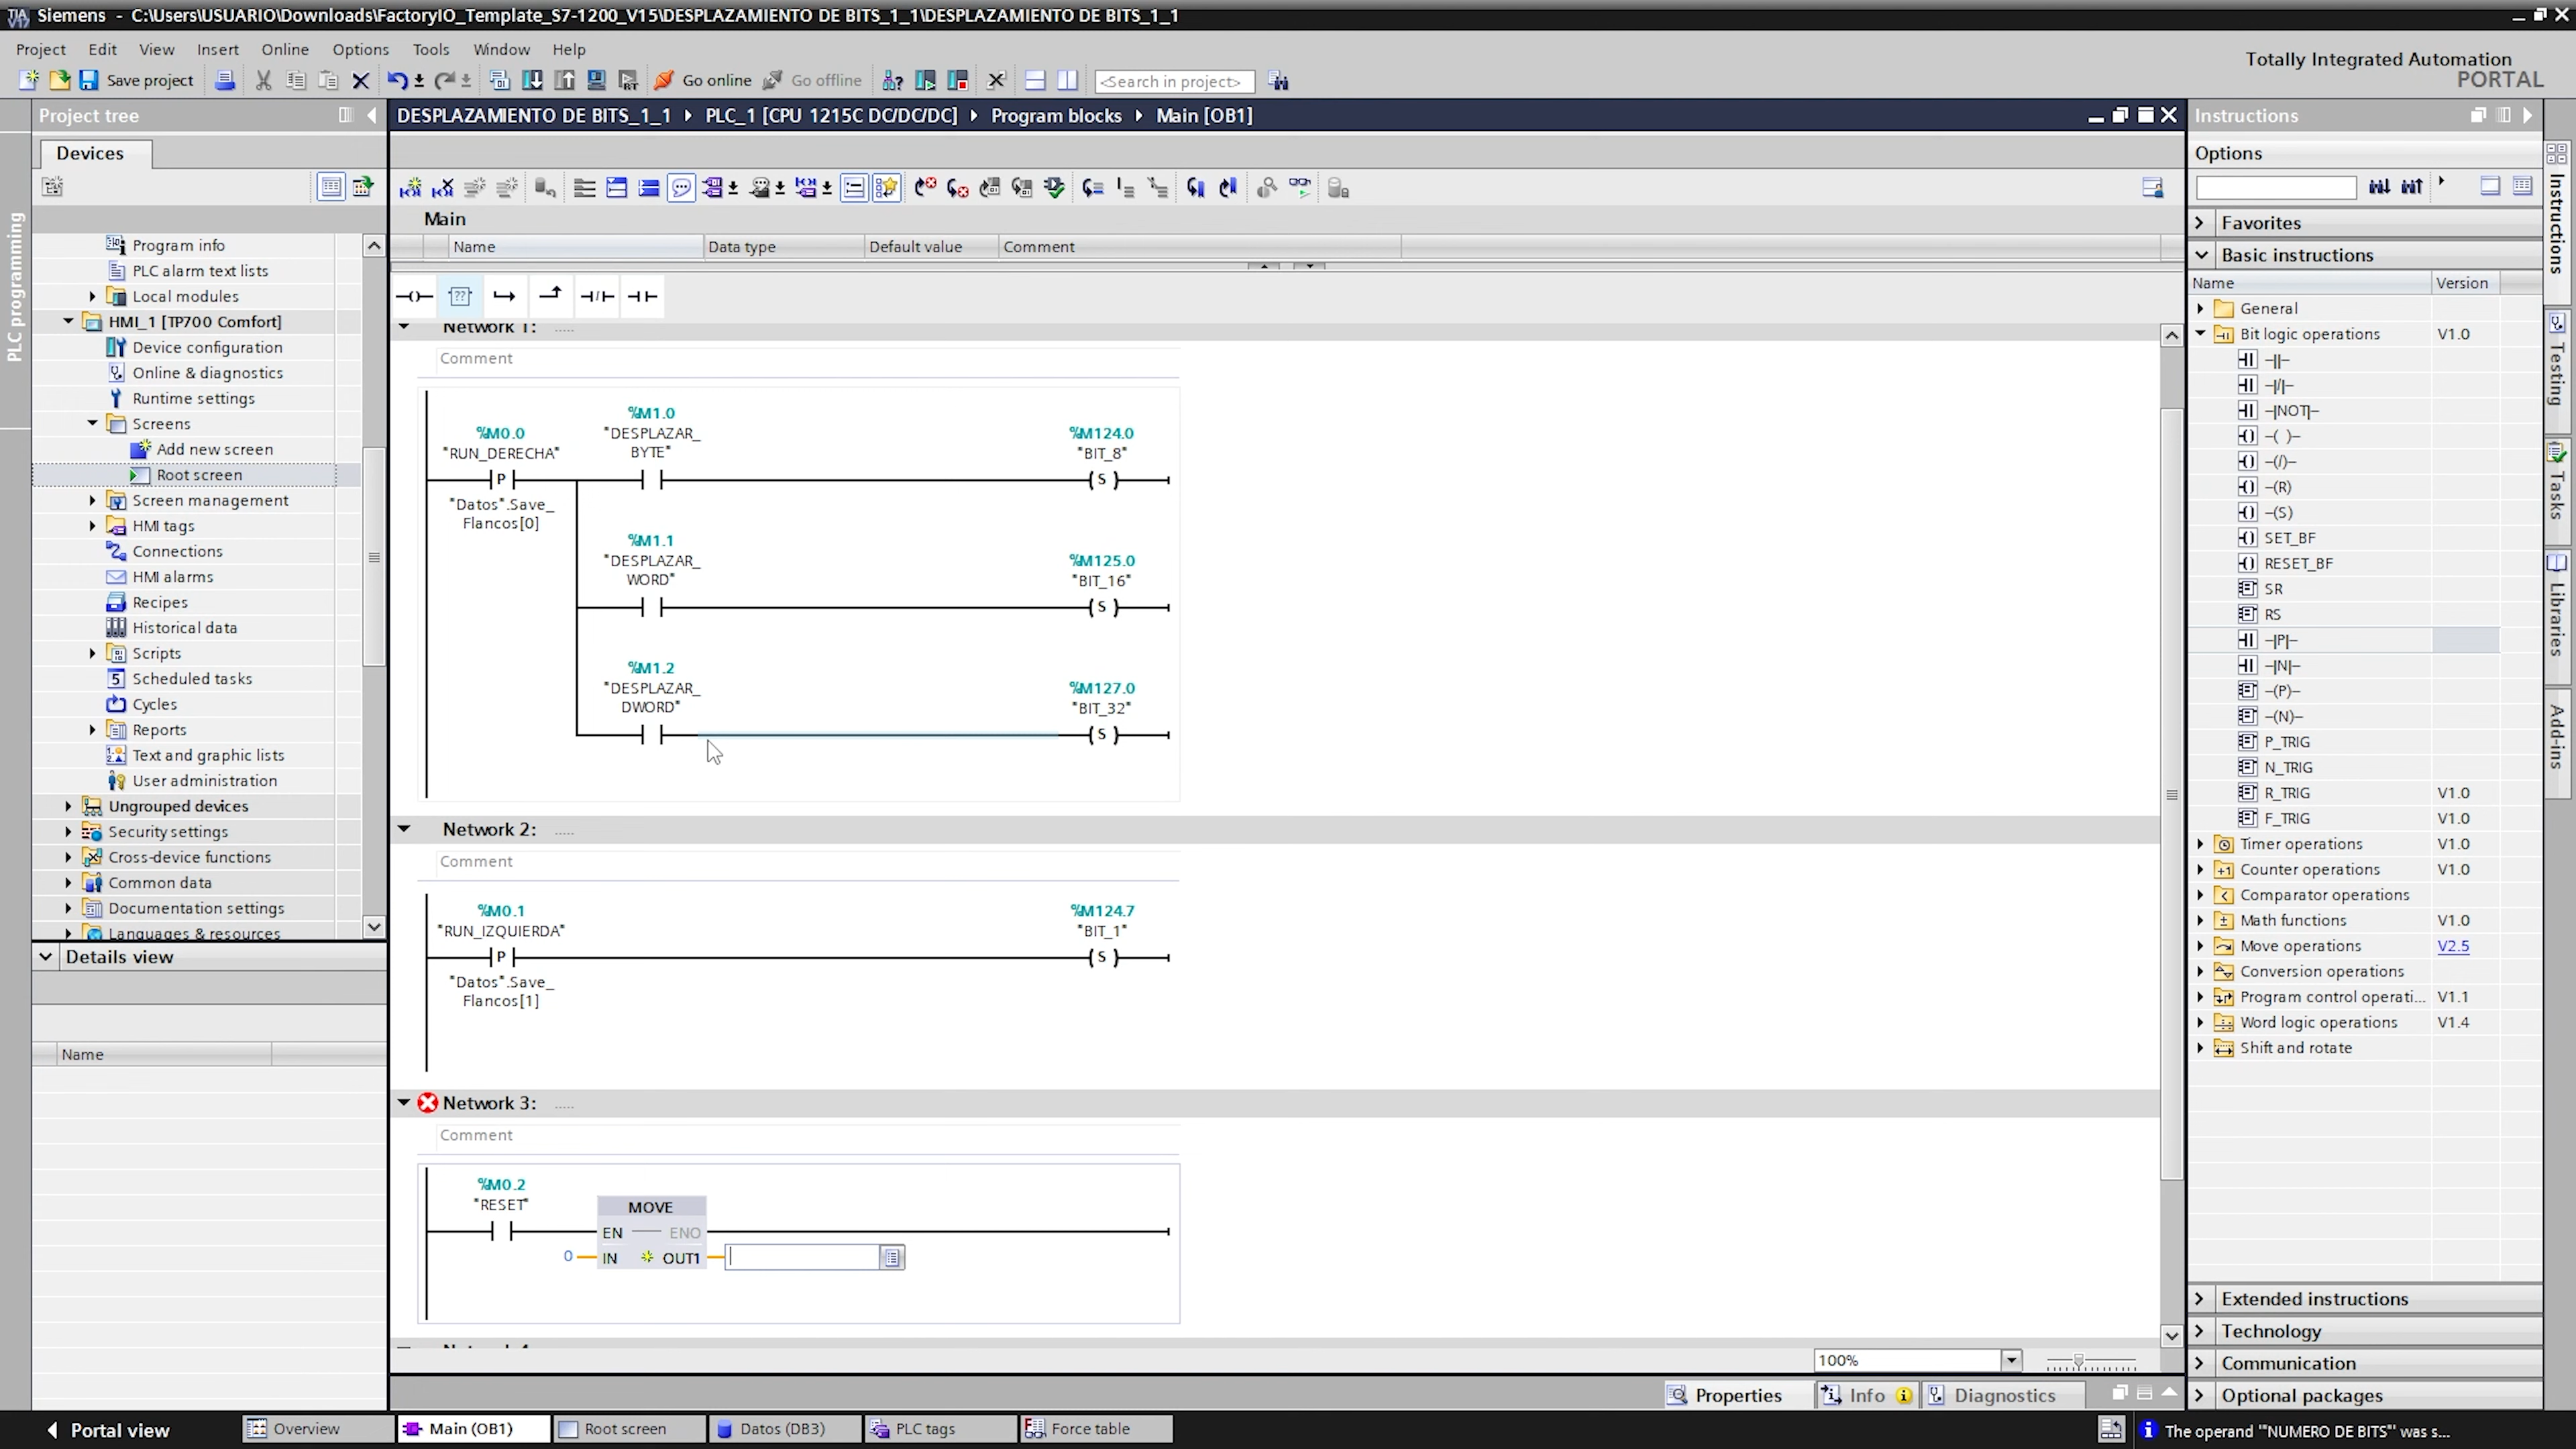 Siemens - C:\Users\USUARIO\Downloads\FactoryIO_Template_S7-1200_V15\DESPLAZAMIENTO DE BITS_1_1\DESPLAZAMIENTO DE BITS_1_1
Project Edit View Insert Online Options Tools Window Help
Totally Integrated Automation
PORTAL
Save project
Go online
Go offline
<Search in project>
Project tree
DESPLAZAMIENTO DE BITS_1_1 PLC_1 [CPU 1215C DC/DC/DC] Program blocks Main [OB1]
Instructions
Devices
Options
PLC programming
Main
Name Data type Default value Comment
Program info
PLC alarm text lists
Local modules
HMI_1 [TP700 Comfort]
Device configuration
Online & diagnostics
Runtime settings
Screens
Add new screen
Root screen
Screen management
HMI tags
Connections
HMI alarms
Recipes
Historical data
Scripts
Scheduled tasks
Cycles
Reports
Text and graphic lists
User administration
Ungrouped devices
Security settings
Cross-device functions
Common data
Documentation settings
Languages & resources
Details view
Name
Network 1: .....
Comment
%M0.0
"RUN_DERECHA"
P
"Datos".Save_
Flancos[0]
%M1.0
"DESPLAZAR_
BYTE"
%M124.0
"BIT_8"
S
%M1.1
"DESPLAZAR_
WORD"
%M125.0
"BIT_16"
S
%M1.2
"DESPLAZAR_
DWORD"
%M127.0
"BIT_32"
S
Network 2: .....
Comment
%M0.1
"RUN_IZQUIERDA"
P
"Datos".Save_
Flancos[1]
%M124.7
"BIT_1"
S
Network 3: .....
Comment
%M0.2
"RESET"
MOVE
EN ENO
0 IN OUT1
100%
Properties Info Diagnostics
Favorites
Basic instructions
Name Version
General
Bit logic operations V1.0
-||-
-|/|-
-|NOT|-
-( )-
-(/)-
-(R)
-(S)
SET_BF
RESET_BF
SR
RS
-|P|-
-|N|-
-(P)-
-(N)-
P_TRIG
N_TRIG
R_TRIG V1.0
F_TRIG V1.0
Timer operations V1.0
Counter operations V1.0
Comparator operations
Math functions V1.0
Move operations V2.5
Conversion operations
Program control operati... V1.1
Word logic operations V1.4
Shift and rotate
Extended instructions
Technology
Communication
Optional packages
Instructions
Testing
Tasks
Libraries
Add-ins
Portal view Overview Main (OB1) Root screen Datos (DB3) PLC tags Force table
The operand '"NUMERO DE BITS"' was s...